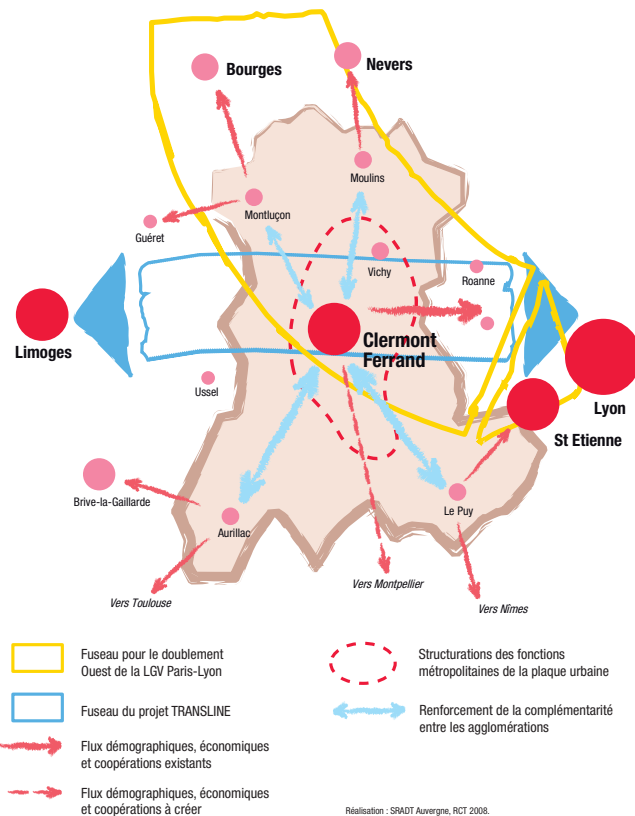 Bourges
Nevers
Moulins
Montluçon
Guéret
Vichy
Roanne
Limoges
Clermont
Ferrand
Lyon
Ussel
St Etienne
Brive-la-Gaillarde
Le Puy
Aurillac
Vers Montpellier
Vers Toulouse
Vers Nîmes
Fuseau pour le doublement
Ouest de la LGV Paris-Lyon
Structurations des fonctions
métropolitaines de la plaque urbaine
Fuseau du projet TRANSLINE
Renforcement de la complémentarité
entre les agglomérations
Flux démographiques, économiques
et coopérations existants
Flux démographiques, économiques
et coopérations à créer
Réalisation : SRADT Auvergne, RCT 2008.